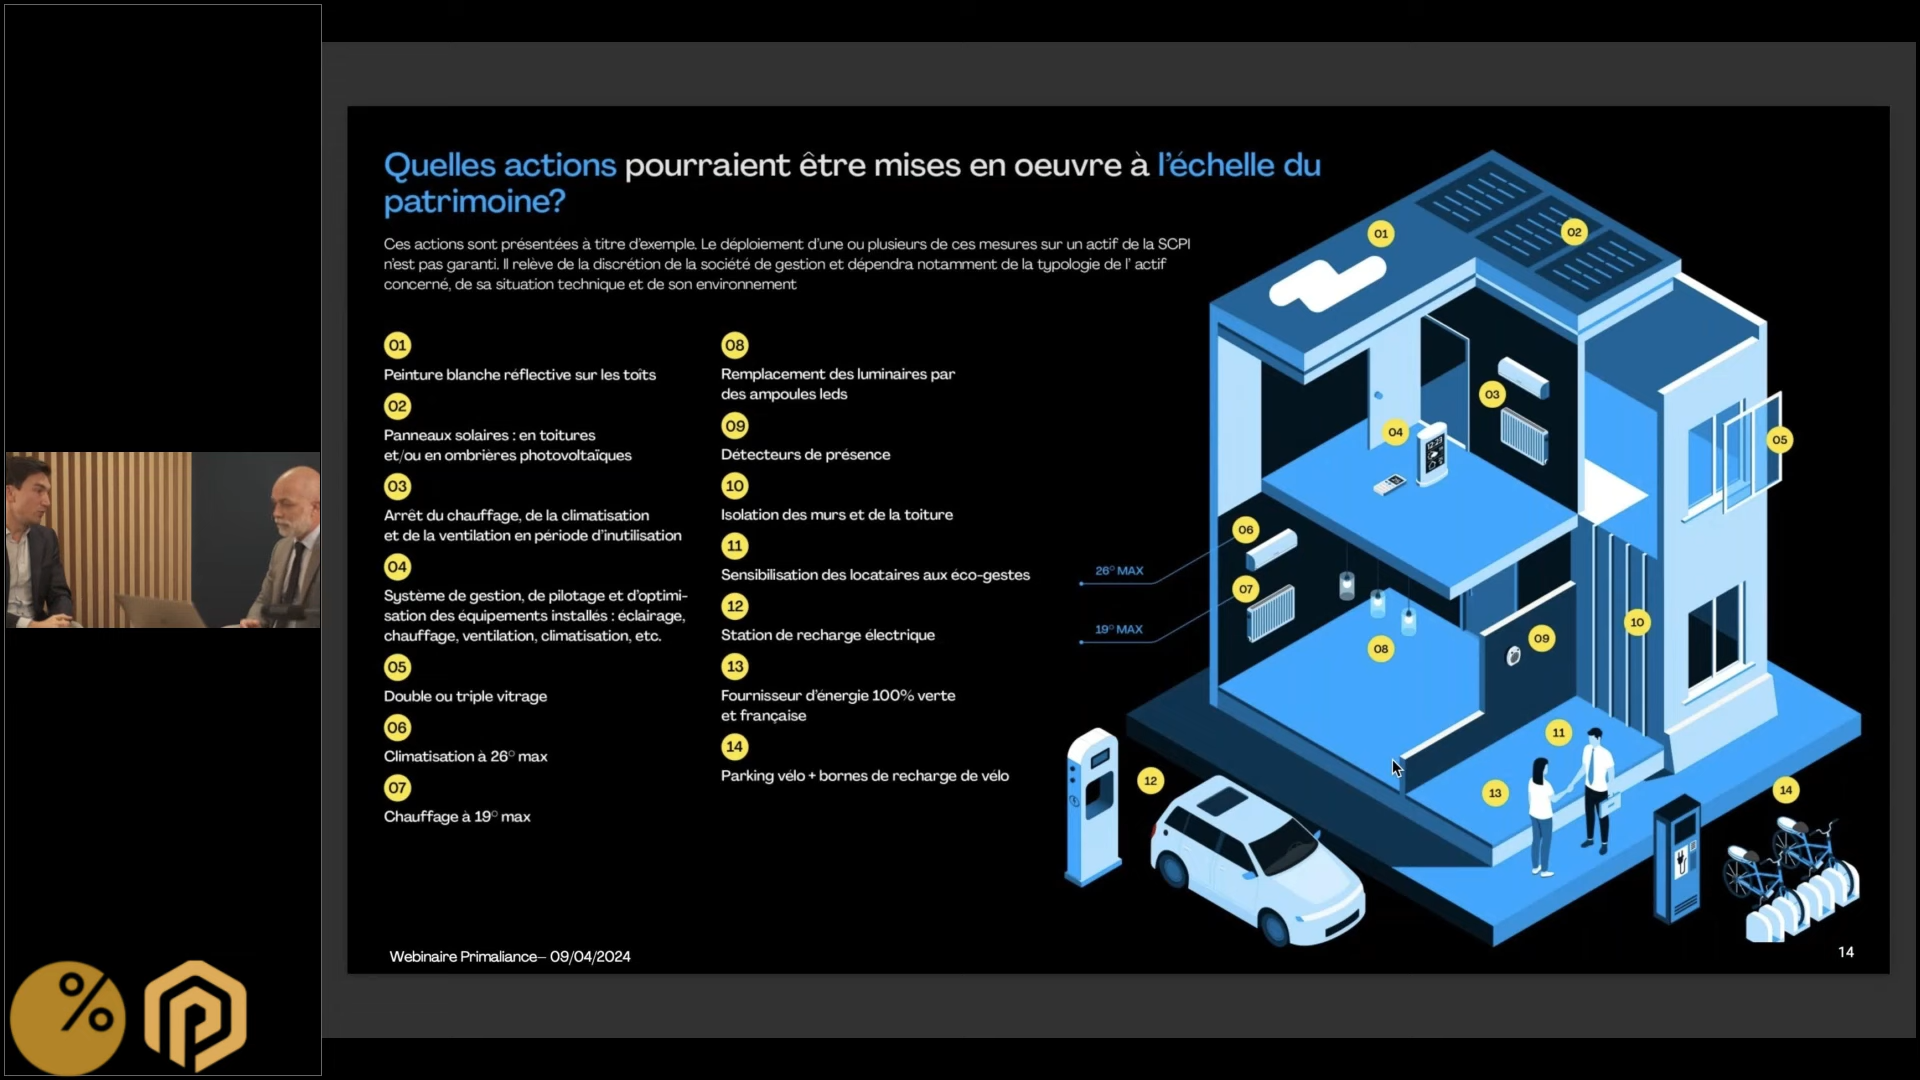 Quelles actions pourraient être mises en oeuvre à l'échelle du
patrimoine?
Ces actions sont présentées à titre d'exemple. Le déploiement d'une ou plusieurs de ces mesures sur un actif de la SCPI
n'est pas garanti. Il relève de la discrétion de la société de gestion et dépendra notamment de la typologie de l' actif
concerné, de sa situation technique et de son environnement
01
Peinture blanche réflective sur les toits
02
Panneaux solaires : en toitures
et/ou en ombrières photovoltaïques
03
Arrêt du chauffage, de la climatisation
et de la ventilation en période d'inutilisation
04
Système de gestion, de pilotage et d'optimi-
sation des équipements installés : éclairage,
chauffage, ventilation, climatisation, etc.
05
Double ou triple vitrage
06
Climatisation à 26° max
07
Chauffage à 19° max
08
Remplacement des luminaires par
des ampoules leds
09
Détecteurs de présence
10
Isolation des murs et de la toiture
11
Sensibilisation des locataires aux éco-gestes
12
Station de recharge électrique
13
Fournisseur d'énergie 100% verte
et française
14
Parking vélo + bornes de recharge de vélo
01
02
03
04
12:23
05
06
26° MAX
07
19° MAX
08
09
10
11
12
13
14
Webinaire Primaliance– 09/04/2024
14
%